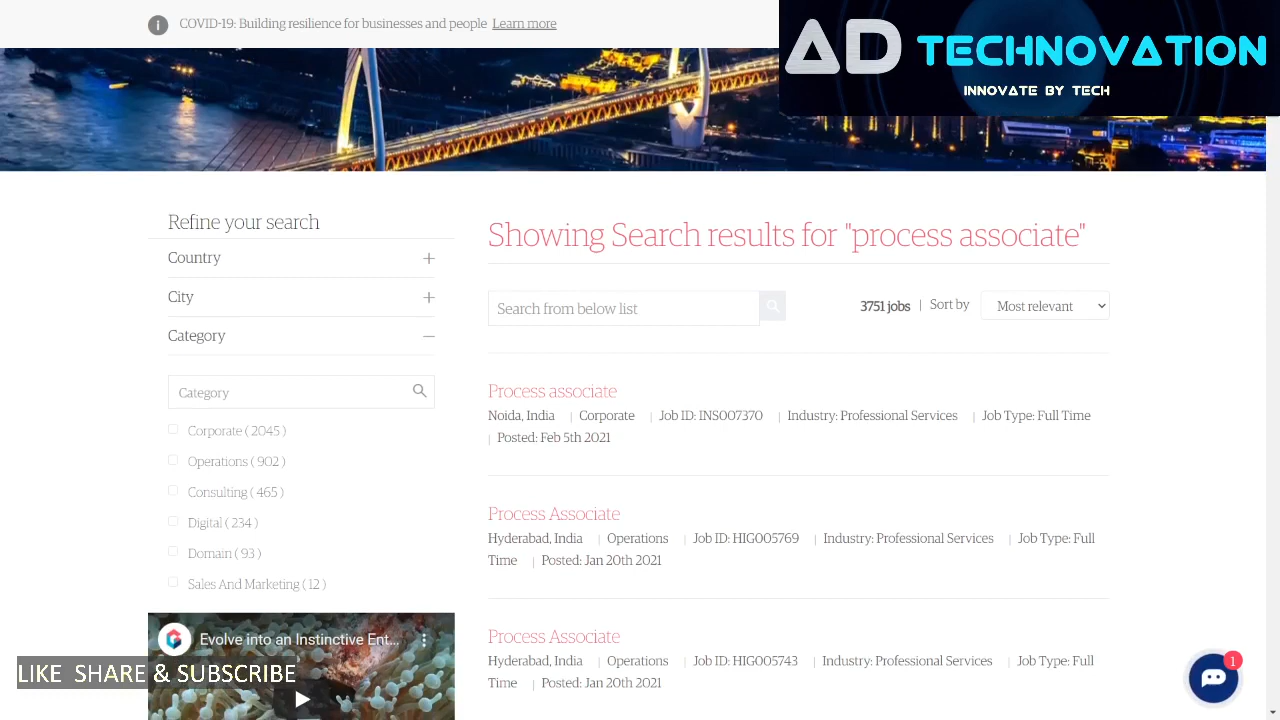 COVID-19: Building resilience for businesses and people Learn more
AD TECHNOVATION
INNOVATE BY TECH
Refine your search
Country
City
Category
Category
Corporate ( 2045 )
Operations ( 902 )
Consulting ( 465 )
Digital ( 234 )
Domain ( 93 )
Sales And Marketing ( 12 )
Evolve into an Instinctive Ent...
LIKE SHARE & SUBSCRIBE
Showing Search results for "process associate"
Search from below list
3751 jobs | Sort by Most relevant
Process associate
Noida, India | Corporate | Job ID: INS007370 | Industry: Professional Services | Job Type: Full Time
| Posted: Feb 5th 2021
Process Associate
Hyderabad, India | Operations | Job ID: HIG005769 | Industry: Professional Services | Job Type: Full
Time | Posted: Jan 20th 2021
Process Associate
Hyderabad, India | Operations | Job ID: HIG005743 | Industry: Professional Services | Job Type: Full
Time | Posted: Jan 20th 2021
1